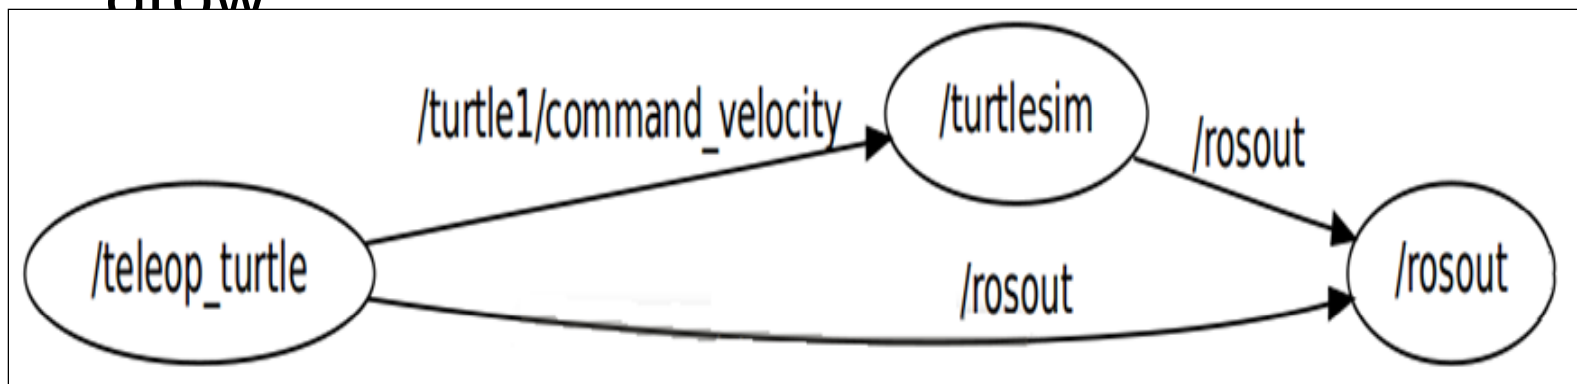 /turtle1/command_velocity
/turtlesim
/rosout
/teleop_turtle
/rosout
/rosout